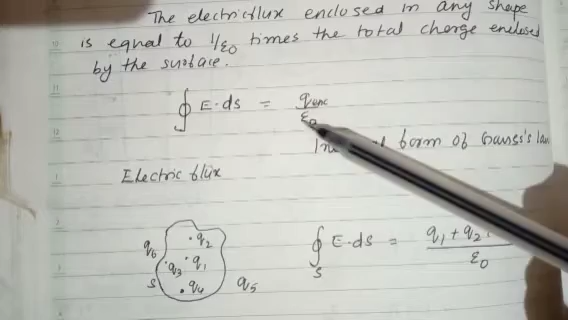 The electric flux enclosed in any shape
is equal to 1/ε0 times the total charge enclosed
by the surface.
∮ E·ds = qenc/ε0
form of Gauss's law
Electric flux
q6 q2
q3 q1
S q4 q5
∮S E·ds = q1 + q2 / ε0